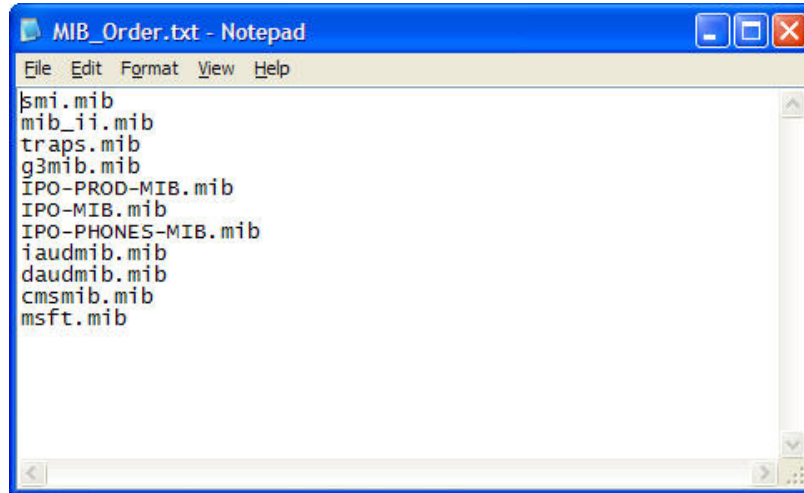 MIB_Order.txt - Notepad
File Edit Format View Help
smi.mib
mib_ii.mib
traps.mib
g3mib.mib
IPO-PROD-MIB.mib
IPO-MIB.mib
IPO-PHONES-MIB.mib
iaudmib.mib
daudmib.mib
cmsmib.mib
msft.mib